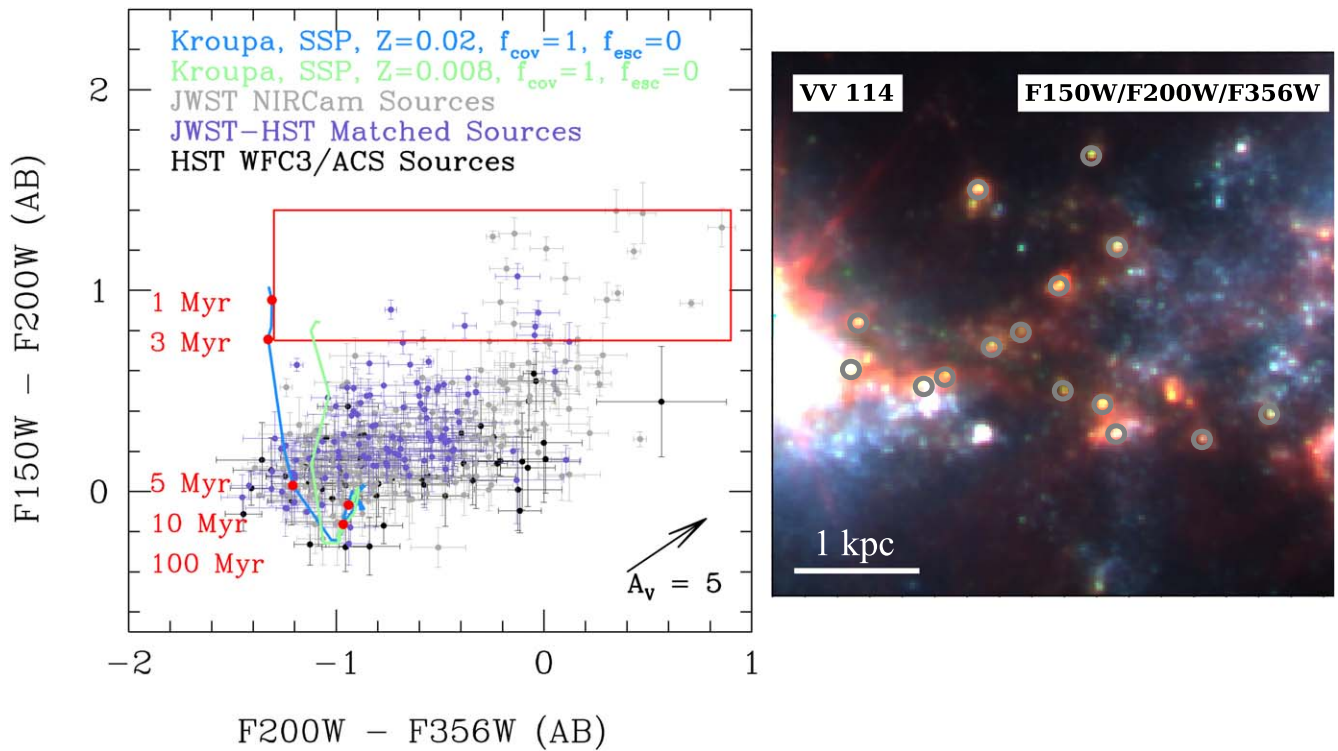 Kroupa, SSP, Z=0.02, f_cov=1, f_esc=0
Kroupa, SSP, Z=0.008, f_cov=1, f_esc=0
JWST NIRCam Sources
JWST−HST Matched Sources
HST WFC3/ACS Sources
2
1
0
1 Myr
3 Myr
5 Myr
10 Myr
100 Myr
A_V = 5
−2
−1
0
1
F150W − F200W (AB)
F200W − F356W (AB)
VV 114
F150W/F200W/F356W
1 kpc